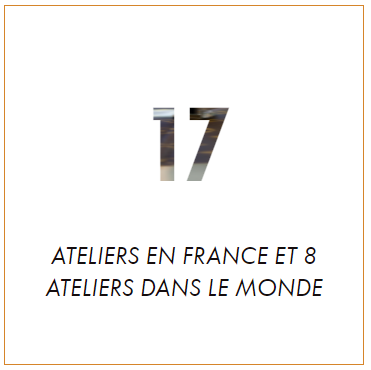 17
ATELIERS EN FRANCE ET 8
ATELIERS DANS LE MONDE